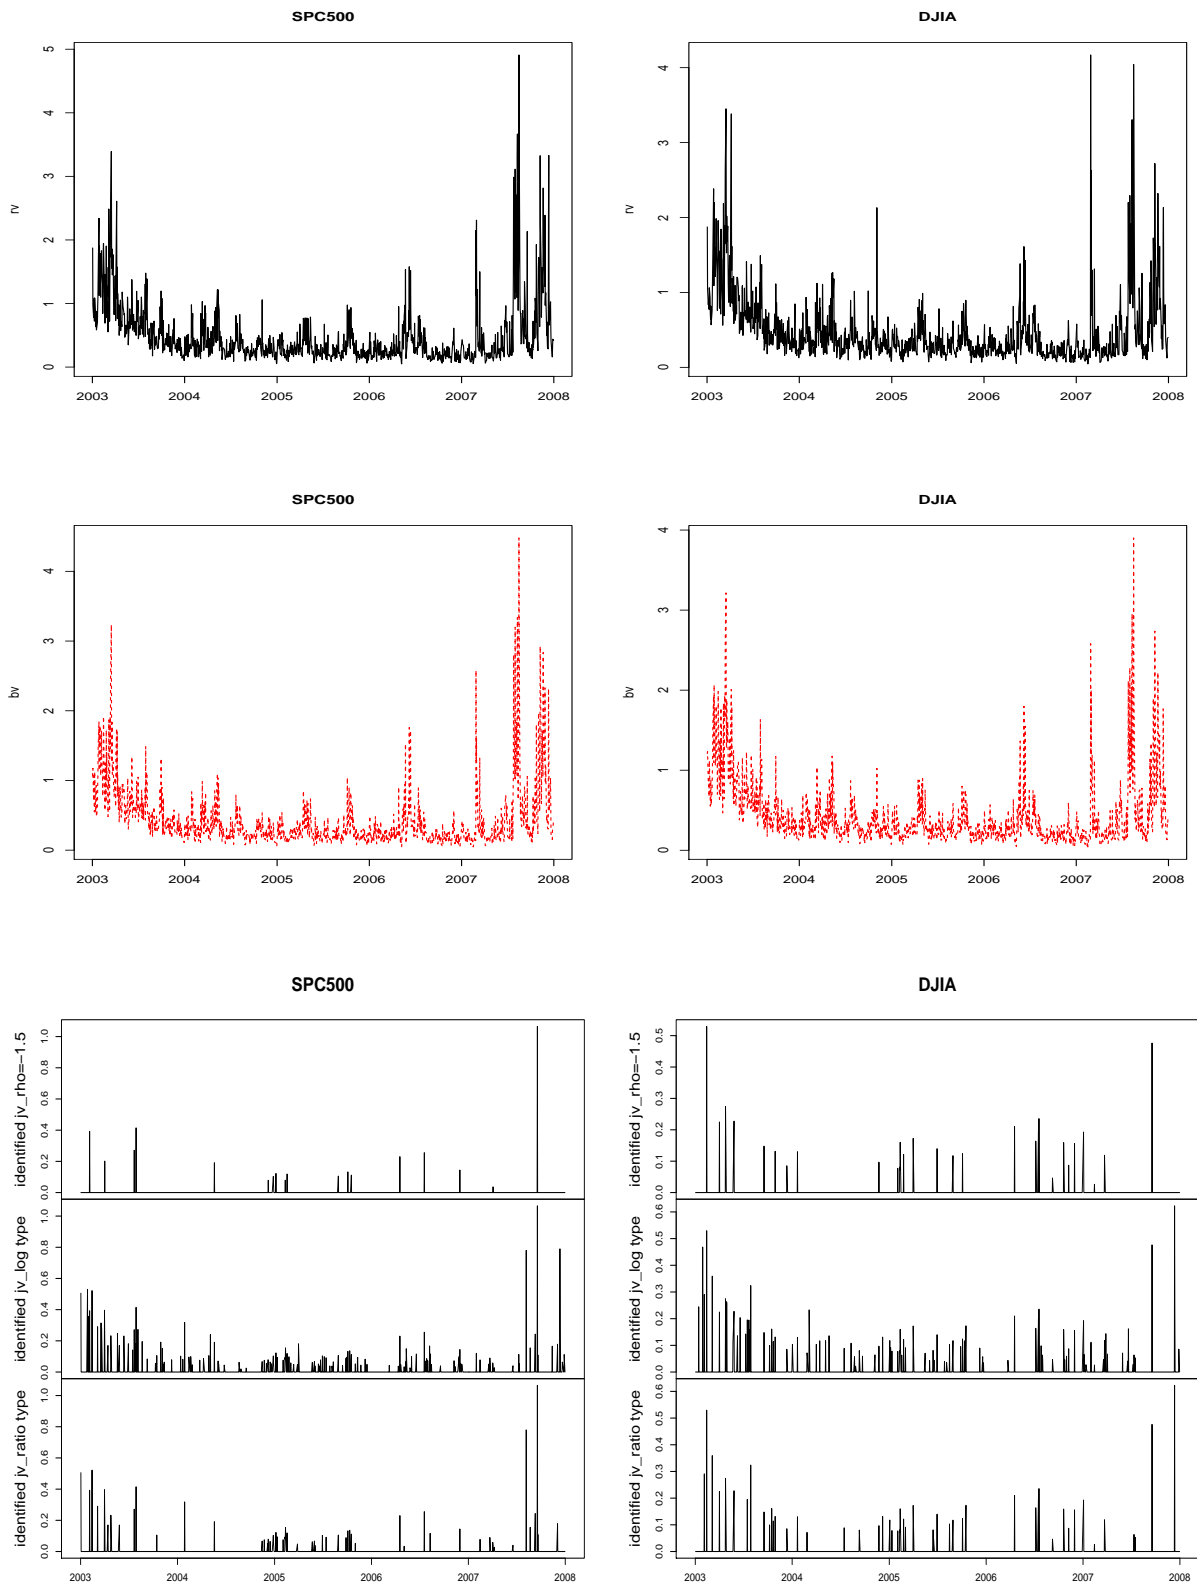 SPC500
DJIA
rv
0 1 2 3 4 5
2003 2004 2005 2006 2007 2008
rv
0 1 2 3 4
2003 2004 2005 2006 2007 2008
SPC500
DJIA
bv
0 1 2 3 4
2003 2004 2005 2006 2007 2008
bv
0 1 2 3 4
2003 2004 2005 2006 2007 2008
SPC500
DJIA
identified jv_rho=−1.5
0.0 0.2 0.4 0.6 0.8 1.0
identified jv_rho=−1.5
0.0 0.1 0.2 0.3 0.4 0.5
identified jv_log type
0.0 0.2 0.4 0.6 0.8 1.0
identified jv_log type
0.0 0.1 0.2 0.3 0.4 0.5 0.6
identified jv_ratio type
0.0 0.2 0.4 0.6 0.8 1.0
identified jv_ratio type
0.0 0.1 0.2 0.3 0.4 0.5 0.6
2003 2004 2005 2006 2007 2008
2003 2004 2005 2006 2007 2008